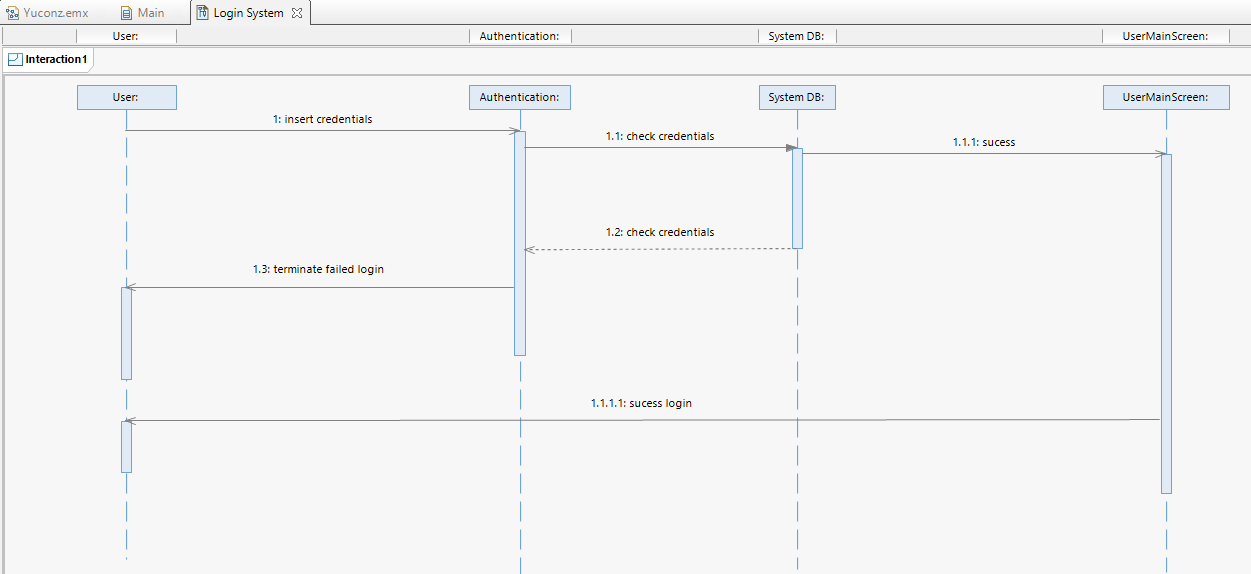 Yuconz.emx Main Login System
User: Authentication: System DB: UserMainScreen:
Interaction1
User: Authentication: System DB: UserMainScreen:
1: insert credentials
1.1: check credentials
1.1.1: sucess
1.2: check credentials
1.3: terminate failed login
1.1.1.1: sucess login